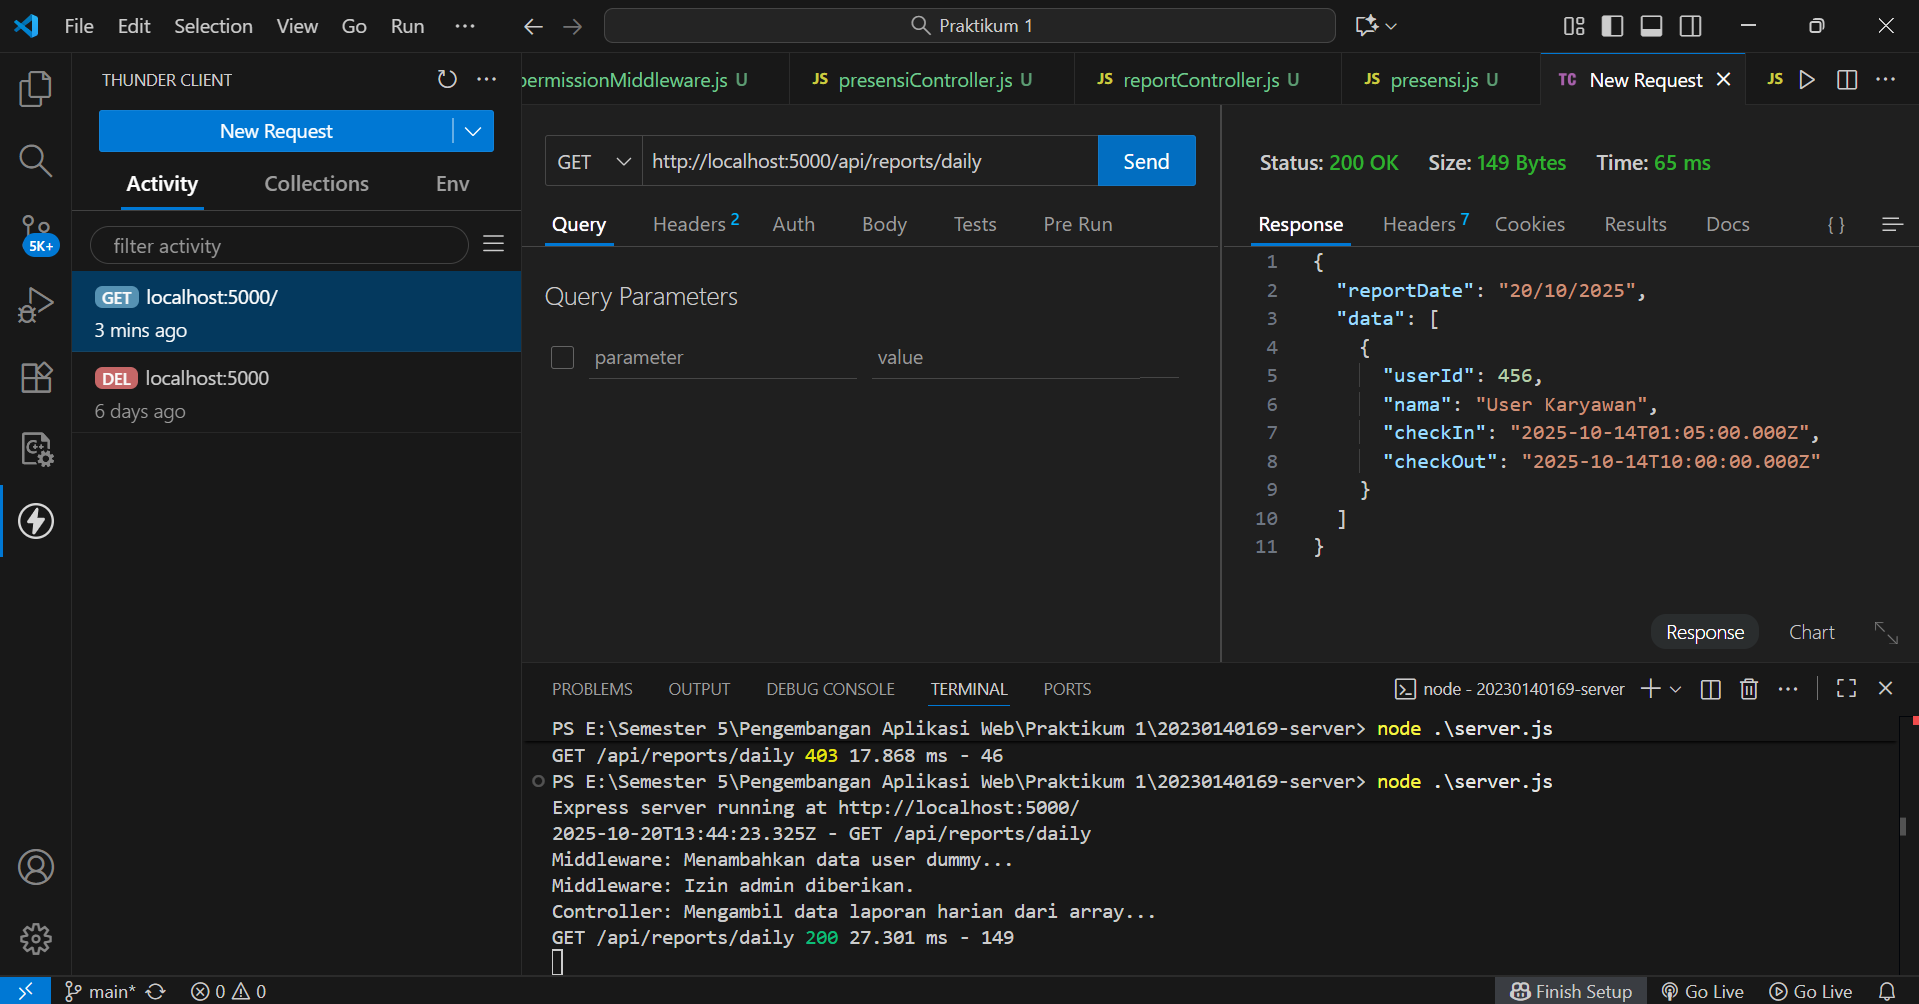 File Edit Selection View Go Run ··· Praktikum 1
THUNDER CLIENT
New Request
Activity Collections Env
filter activity
GET localhost:5000/
3 mins ago
DEL localhost:5000
6 days ago
5K+
permissionMiddleware.js U JS presensiController.js U JS reportController.js U JS presensi.js U TC New Request JS
GET http://localhost:5000/api/reports/daily Send
Query Headers 2 Auth Body Tests Pre Run
Query Parameters
parameter value
Status: 200 OK Size: 149 Bytes Time: 65 ms
Response Headers 7 Cookies Results Docs { }
1 {
2 "reportDate": "20/10/2025",
3 "data": [
4 {
5 "userId": 456,
6 "nama": "User Karyawan",
7 "checkIn": "2025-10-14T01:05:00.000Z",
8 "checkOut": "2025-10-14T10:00:00.000Z"
9 }
10 ]
11 }
Response Chart
PROBLEMS OUTPUT DEBUG CONSOLE TERMINAL PORTS node - 20230140169-server
PS E:\Semester 5\Pengembangan Aplikasi Web\Praktikum 1\20230140169-server> node .\server.js
GET /api/reports/daily 403 17.868 ms - 46
PS E:\Semester 5\Pengembangan Aplikasi Web\Praktikum 1\20230140169-server> node .\server.js
Express server running at http://localhost:5000/
2025-10-20T13:44:23.325Z - GET /api/reports/daily
Middleware: Menambahkan data user dummy...
Middleware: Izin admin diberikan.
Controller: Mengambil data laporan harian dari array...
GET /api/reports/daily 200 27.301 ms - 149
main* 0 0 Finish Setup Go Live Go Live